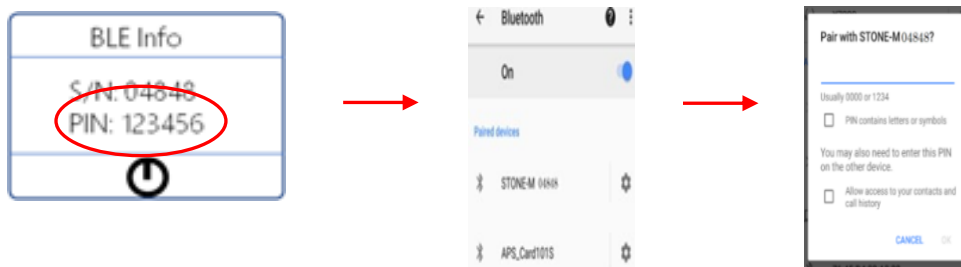 BLE Info
S/N: 04848
PIN: 123456
Bluetooth
On
Paired devices
STONE-M 04848
APS_Card101S
Pair with STONE-M04848?
Usually 0000 or 1234
PIN contains letters or symbols
You may also need to enter this PIN
on the other device.
Allow access to your contacts and
call history
CANCEL OK